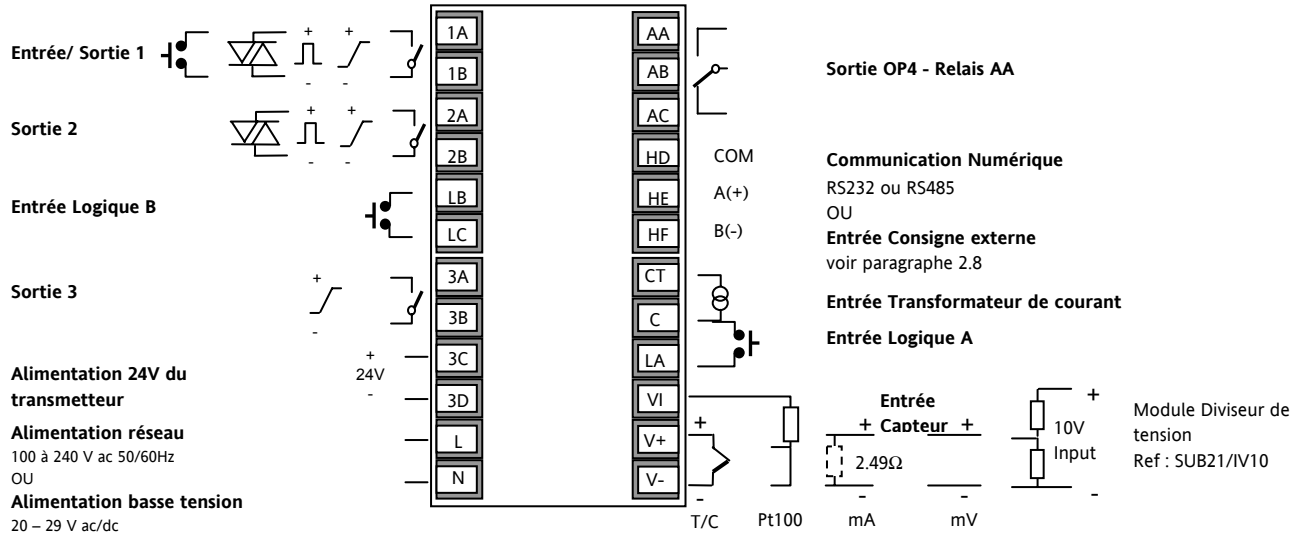 Entrée/ Sortie 1
+ +
- -
Sortie 2
+ +
- -
Entrée Logique B
Sortie 3
+
-
+
24V
-
Alimentation 24V du
transmetteur
Alimentation réseau
100 à 240 V ac 50/60Hz
OU
Alimentation basse tension
20 – 29 V ac/dc
1A
1B
2A
2B
LB
LC
3A
3B
3C
3D
L
N
AA
AB
AC
HD
HE
HF
CT
C
LA
VI
V+
V-
COM
A(+)
B(-)
Sortie OP4 - Relais AA
Communication Numérique
RS232 ou RS485
OU
Entrée Consigne externe
voir paragraphe 2.8
Entrée Transformateur de courant
Entrée Logique A
Entrée
+ Capteur +
+
-
T/C
Pt100
2.49Ω
-
mA
-
mV
+
10V
Input
-
Module Diviseur de
tension
Ref : SUB21/IV10